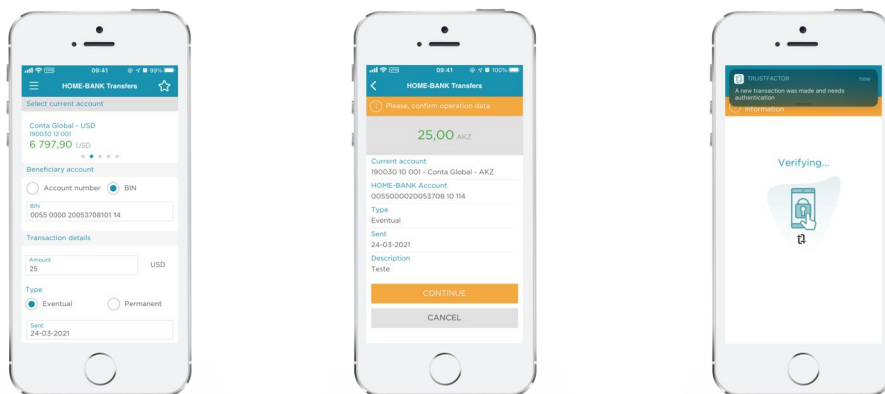 09:41
99%
HOME-BANK Transfers
Select current account
Conta Global - USD
190030 12 001
6 797,90 USD
Beneficiary account
Account number
BIN
BIN
0055 0000 20053708101 14
Transaction details
Amount
25
USD
Type
Eventual
Permanent
Sent
24-03-2021
09:41
100%
HOME-BANK Transfers
Please, confirm operation data
25,00 AKZ
Current account
190030 10 001 - Conta Global - AKZ
HOME-BANK Account
0055000020053708 10 114
Type
Eventual
Sent
24-03-2021
Description
Teste
CONTINUE
CANCEL
TRUSTFACTOR
now
A new transaction was made and needs
authentication
Information
Verifying...